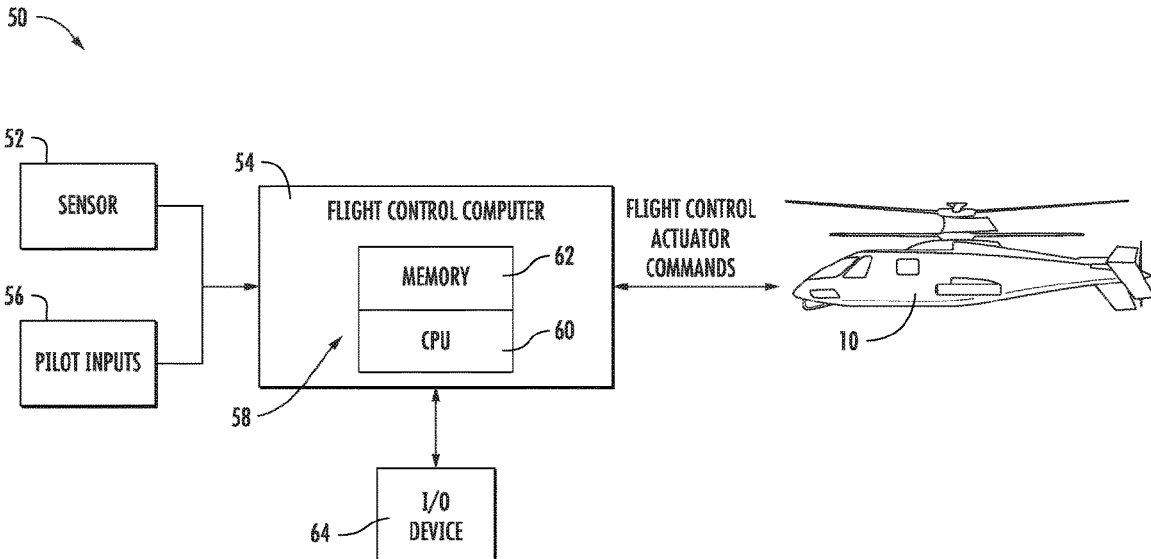 50
52
SENSOR
56
PILOT INPUTS
54
FLIGHT CONTROL COMPUTER
MEMORY
62
CPU
60
58
FLIGHT CONTROL
ACTUATOR
COMMANDS
10
64
I/O
DEVICE